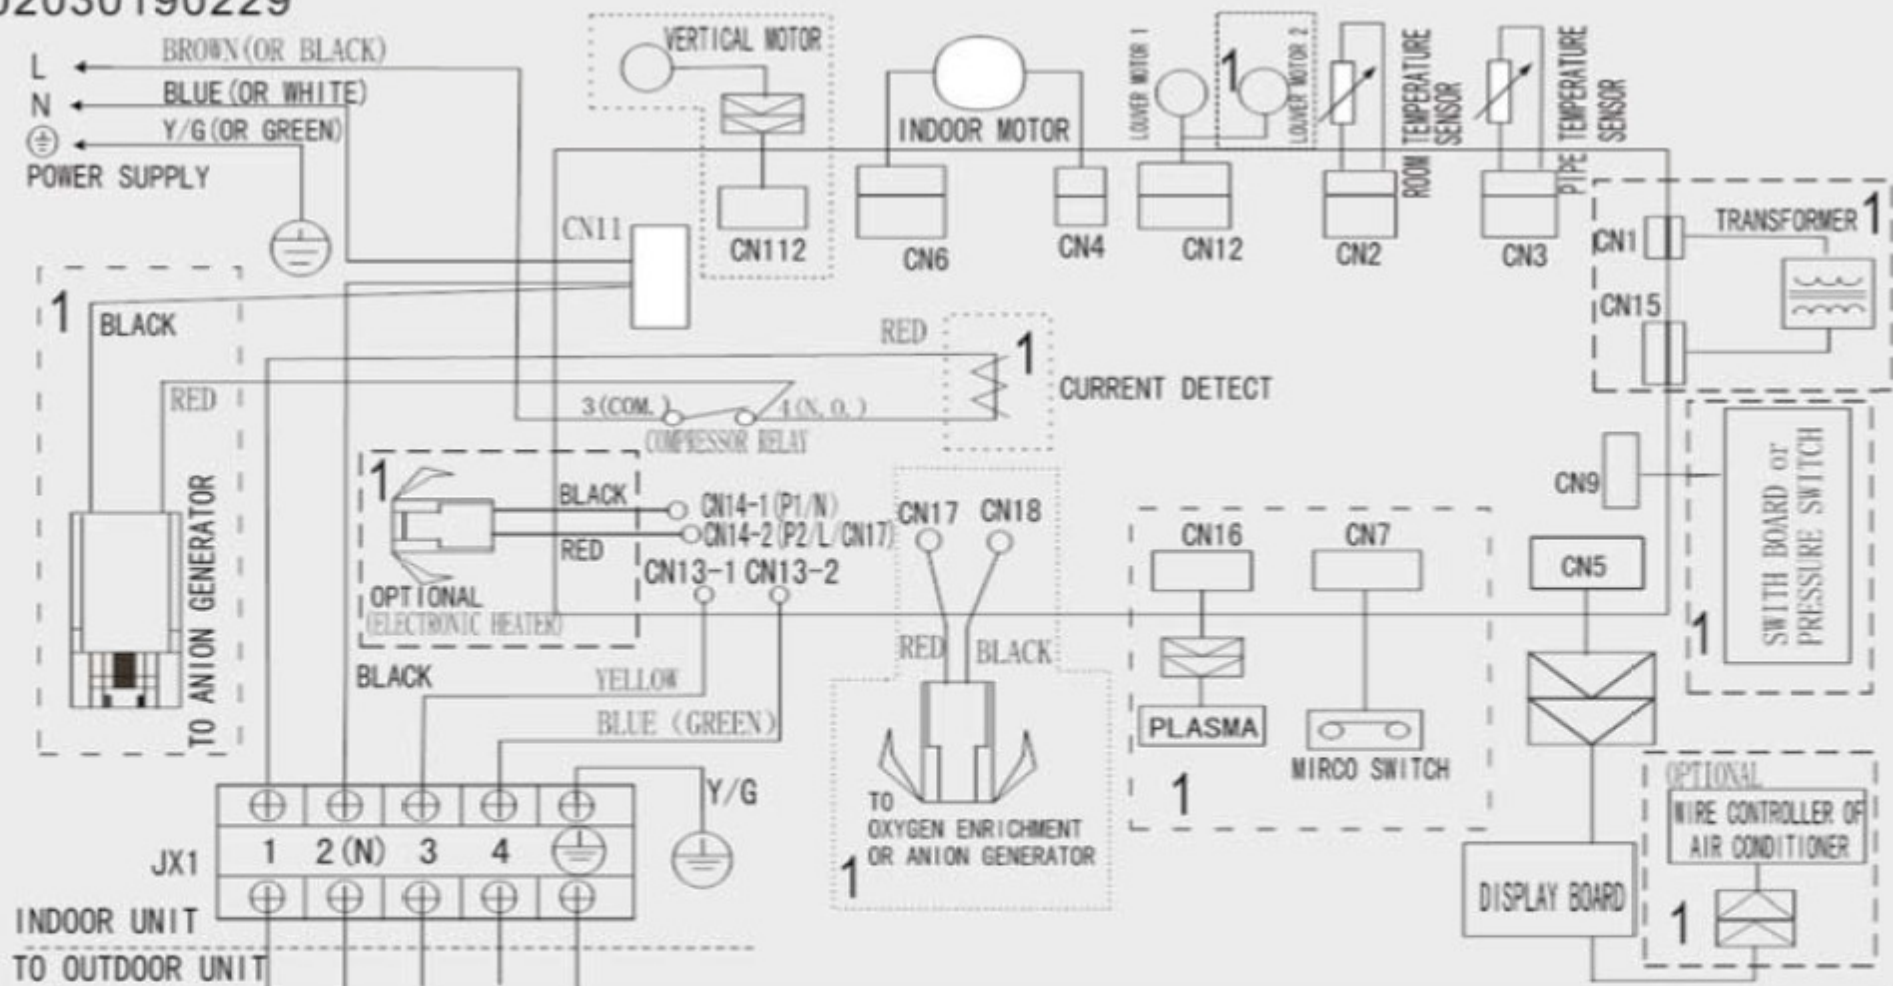 02030190229
L
BROWN(OR BLACK)
N
BLUE(OR WHITE)
Y/G(OR GREEN)
POWER SUPPLY
VERTICAL MOTOR
CN112
CN11
INDOOR MOTOR
CN6
CN4
LOUVER MOTOR 1
1
LOUVER MOTOR 2
CN12
ROOM TEMPERATURE
SENSOR
CN2
PIPE TEMPERATURE
SENSOR
CN3
CN1
TRANSFORMER
1
CN15
1
BLACK
RED
TO ANION GENERATOR
RED
1
CURRENT DETECT
3(COM.)
4(N.O.)
COMPRESSOR RELAY
1
BLACK
RED
OPTIONAL
(ELECTRONIC HEATER)
CN14-1(P1/N)
CN14-2(P2/L/CN17)
CN13-1 CN13-2
BLACK
YELLOW
BLUE (GREEN)
CN17
CN18
RED
BLACK
TO
OXYGEN ENRICHMENT
OR ANION GENERATOR
1
CN16
CN7
PLASMA
MIRCO SWITCH
1
CN9
SWITH BOARD or
PRESSURE SWITCH
1
CN5
DISPLAY BOARD
OPTIONAL
WIRE CONTROLLER OF
AIR CONDITIONER
1
Y/G
JX1
1 2(N) 3 4
INDOOR UNIT
TO OUTDOOR UNIT